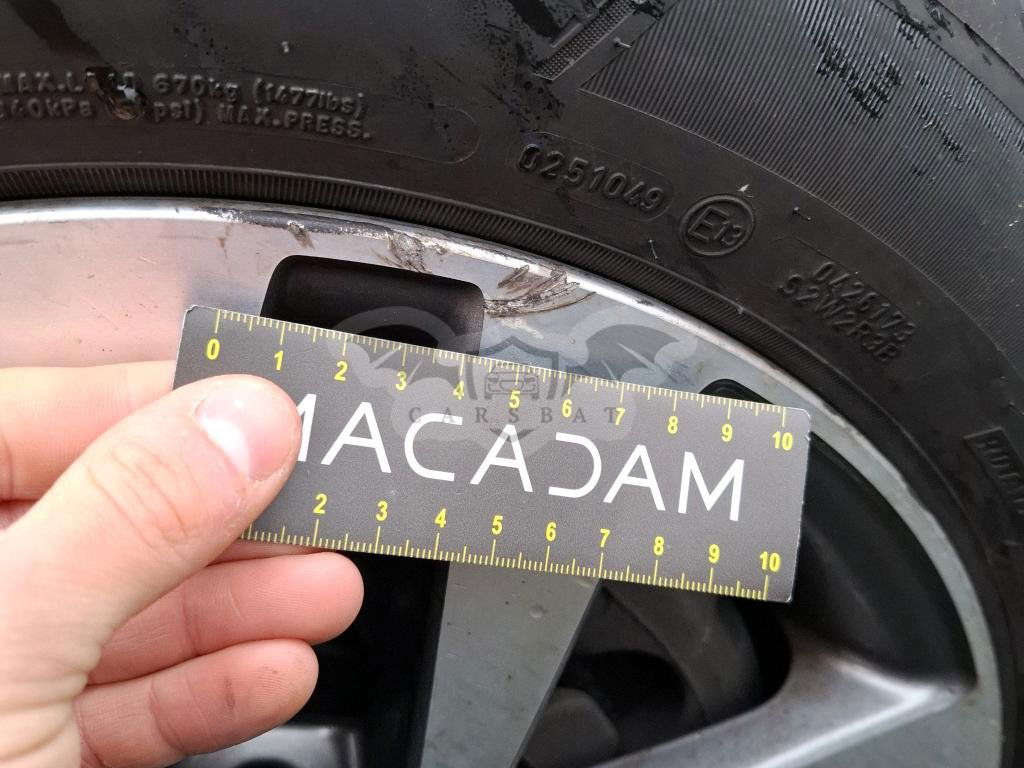 670kg (1477lbs)
psi) MAX.PRESS.
0251049
E13
0426173
S2W2R3B
0 1 2 3 4 5 6 7 8 9 10
CARSBAT
MACADAM
2 3 4 5 6 7 8 9 10